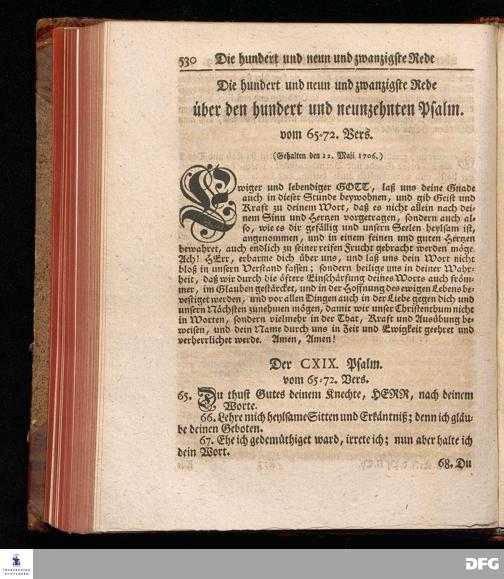 530 Die hundert und neun und zwanzigste Rede
Die hundert und neun und zwanzigste Rede
über den hundert und neunzehnten Psalm.
vom 65-72. Vers.
(Gehalten den 12. Maji 1706.)
Ewiger und lebendiger GOTT, laß uns deine Gnade
auch in dieser Stunde beywohnen, und gib Geist und
Kraft zu deinem Wort, daß es nicht allein nach dei-
nem Sinn und Hertzen vorgetragen, sondern auch al-
so, wie es dir gefällig und unsern Seelen heylsam ist,
angenommen, und in einem feinen und guten Hertzen
bewahret, auch endlich zu seiner reifen Frucht gebracht werden möge.
Ach! HErr, erbarme dich über uns, und laß uns dein Wort nicht
bloß in unsern Verstand fassen; sondern heilige uns in deiner Wahr-
heit, daß wir durch die öftere Einschärfung deines Worts auch fröm-
mer, im Glauben gestärcket, und in der Hoffnung des ewigen Lebens be-
vestiget werden, und vor allen Dingen auch in der Liebe gegen dich und
unsern Nächsten zunehmen mögen, damit wir unser Christenthum nicht
in Worten, sondern vielmehr in der That, Kraft und Ausübung be-
weisen, und dein Name durch uns in Zeit und Ewigkeit geehret und
verherrlichet werde. Amen, Amen!
Der CXIX. Psalm.
vom 65-72. Vers.
65. Du thust Gutes deinem Knechte, HERR, nach deinem
Worte.
66. Lehre mich heylsame Sitten und Erkäntniß; denn ich gläu-
be deinen Geboten.
67. Ehe ich gedemüthiget ward, irrete ich; nun aber halte ich
dein Wort.
68. Du
FRANCKESCHE
STIFTUNGEN
DFG